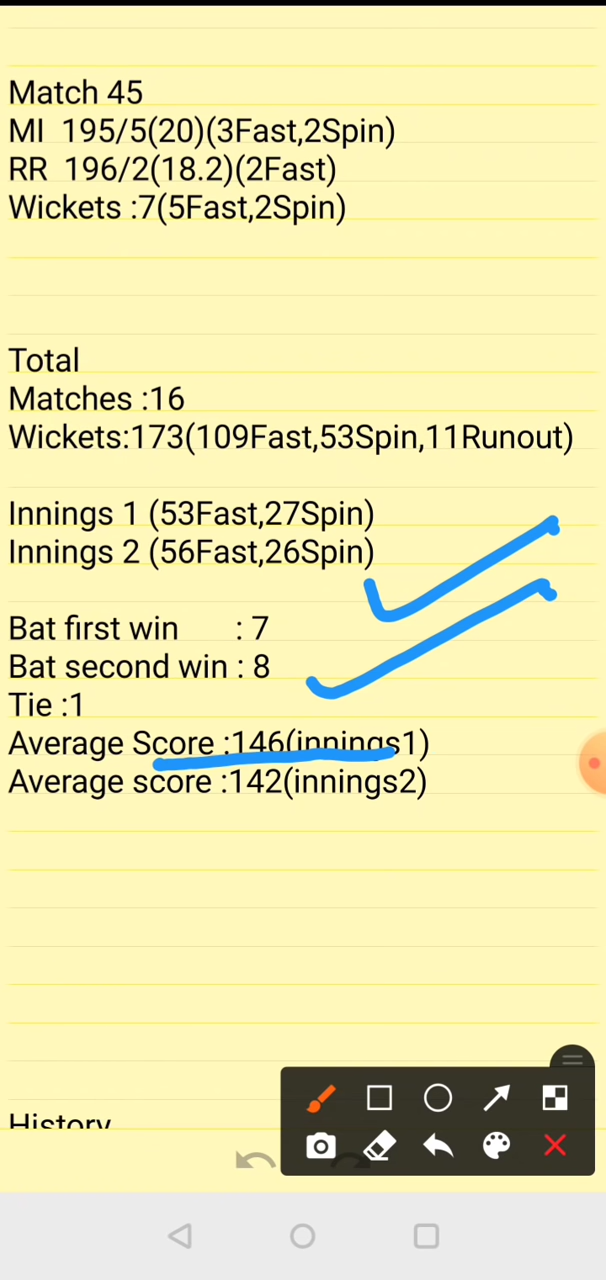 Match 45
MI  195/5(20)(3Fast,2Spin)
RR  196/2(18.2)(2Fast)
Wickets :7(5Fast,2Spin)
Total
Matches :16
Wickets:173(109Fast,53Spin,11Runout)
Innings 1 (53Fast,27Spin)
Innings 2 (56Fast,26Spin)
Bat first win : 7
Bat second win : 8
Tie :1
Average Score :146(innings1)
Average score :142(innings2)
History